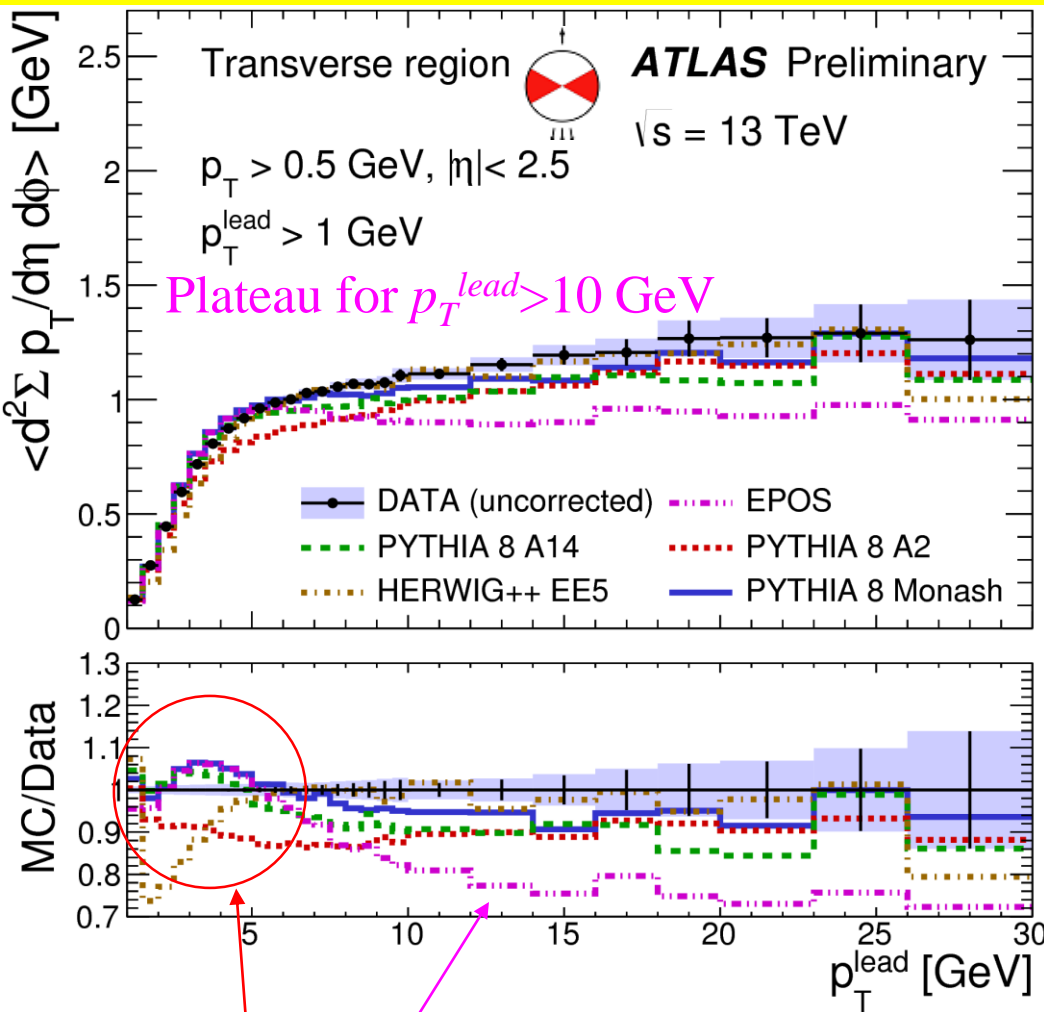 Transverse region ATLAS Preliminary
√s = 13 TeV
p_T > 0.5 GeV, |η|< 2.5
p_T^lead > 1 GeV
Plateau for p_T^lead>10 GeV
<d²Σ p_T/dη dφ> [GeV]
2.5
2
1.5
1
0.5
0
DATA (uncorrected)
EPOS
PYTHIA 8 A14
PYTHIA 8 A2
HERWIG++ EE5
PYTHIA 8 Monash
MC/Data
1.3
1.2
1.1
1
0.9
0.8
0.7
5 10 15 20 25 30
p_T^lead [GeV]